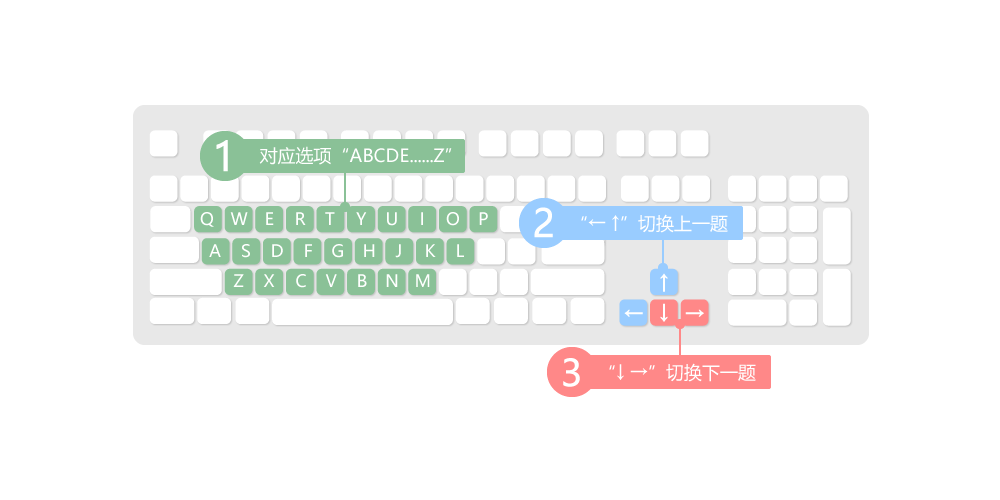 1 对应选项 “ABCDE......Z”
Q W E R T Y U I O P
2 “← ↑” 切换上一题
A S D F G H J K L
Z X C V B N M
↑
← ↓ →
3 “↓ →” 切换下一题